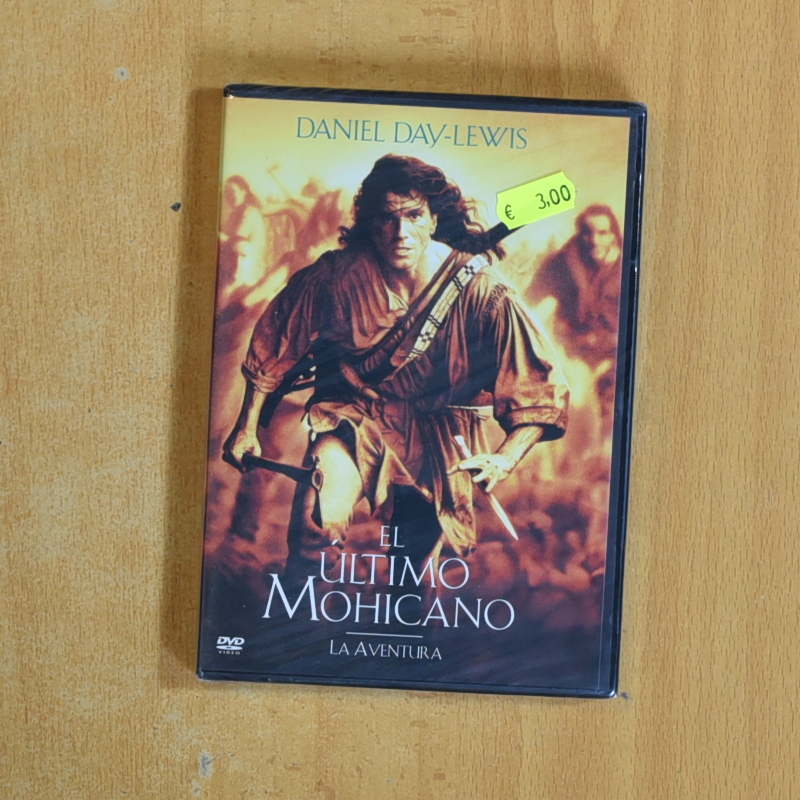 DANIEL DAY-LEWIS
€ 3,00
EL
ÚLTIMO
MOHICANO
LA AVENTURA
DVD
VIDEO